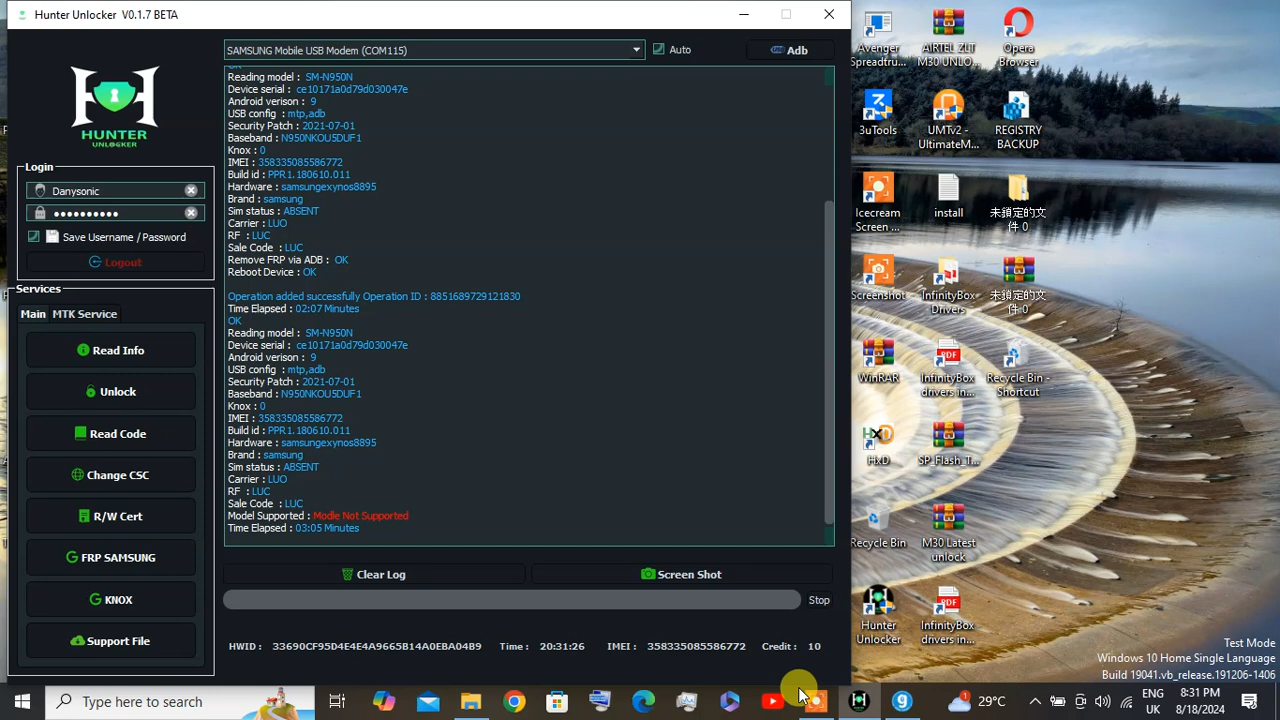 Hunter Unlocker V0.1.7 BETA
SAMSUNG Mobile USB Modem (COM115)
Auto
Adb
HUNTER
UNLOCKER
Login
Danysonic
••••••••••
Save Username / Password
Logout
Services
Main MTK Service
Read Info
Unlock
Read Code
Change CSC
R/W Cert
FRP SAMSUNG
KNOX
Support File
Reading model : SM-N950N
Device serial : ce10171a0d79d030047e
Android verison : 9
USB config : mtp,adb
Security Patch : 2021-07-01
Baseband : N950NKOU5DUF1
Knox : 0
IMEI : 358335085586772
Build id : PPR1.180610.011
Hardware : samsungexynos8895
Brand : samsung
Sim status : ABSENT
Carrier : LUO
RF : LUC
Sale Code : LUC
Remove FRP via ADB : OK
Reboot Device : OK
Operation added successfully Operation ID : 8851689729121830
Time Elapsed : 02:07 Minutes
OK
Reading model : SM-N950N
Device serial : ce10171a0d79d030047e
Android verison : 9
USB config : mtp,adb
Security Patch : 2021-07-01
Baseband : N950NKOU5DUF1
Knox : 0
IMEI : 358335085586772
Build id : PPR1.180610.011
Hardware : samsungexynos8895
Brand : samsung
Sim status : ABSENT
Carrier : LUO
RF : LUC
Sale Code : LUC
Model Supported : Modle Not Supported
Time Elapsed : 03:05 Minutes
Clear Log
Screen Shot
Stop
HWID : 33690CF95D4E4E4A9665B14A0EBA04B9 Time : 20:31:26 IMEI : 358335085586772 Credit : 10
Avenger
Spreadtru...
AIRTEL ZLT
M30 UNLO...
Opera
Browser
3uTools
UMTv2 -
UltimateM...
REGISTRY
BACKUP
Icecream
Screen ...
install
未鎖定的文
件 0
Screenshot
InfinityBox
Drivers
未鎖定的文
件 0
WinRAR
InfinityBox
drivers in...
Recycle Bin -
Shortcut
HxD
SP_Flash_T...
Recycle Bin
M30 Latest
unlock
Hunter
Unlocker
InfinityBox
drivers in...
Test Mode
Windows 10 Home Single Language
Build 19041.vb_release.191206-1406
Type here to search
1
29°C
ENG
UK
8:31 PM
8/18/2024